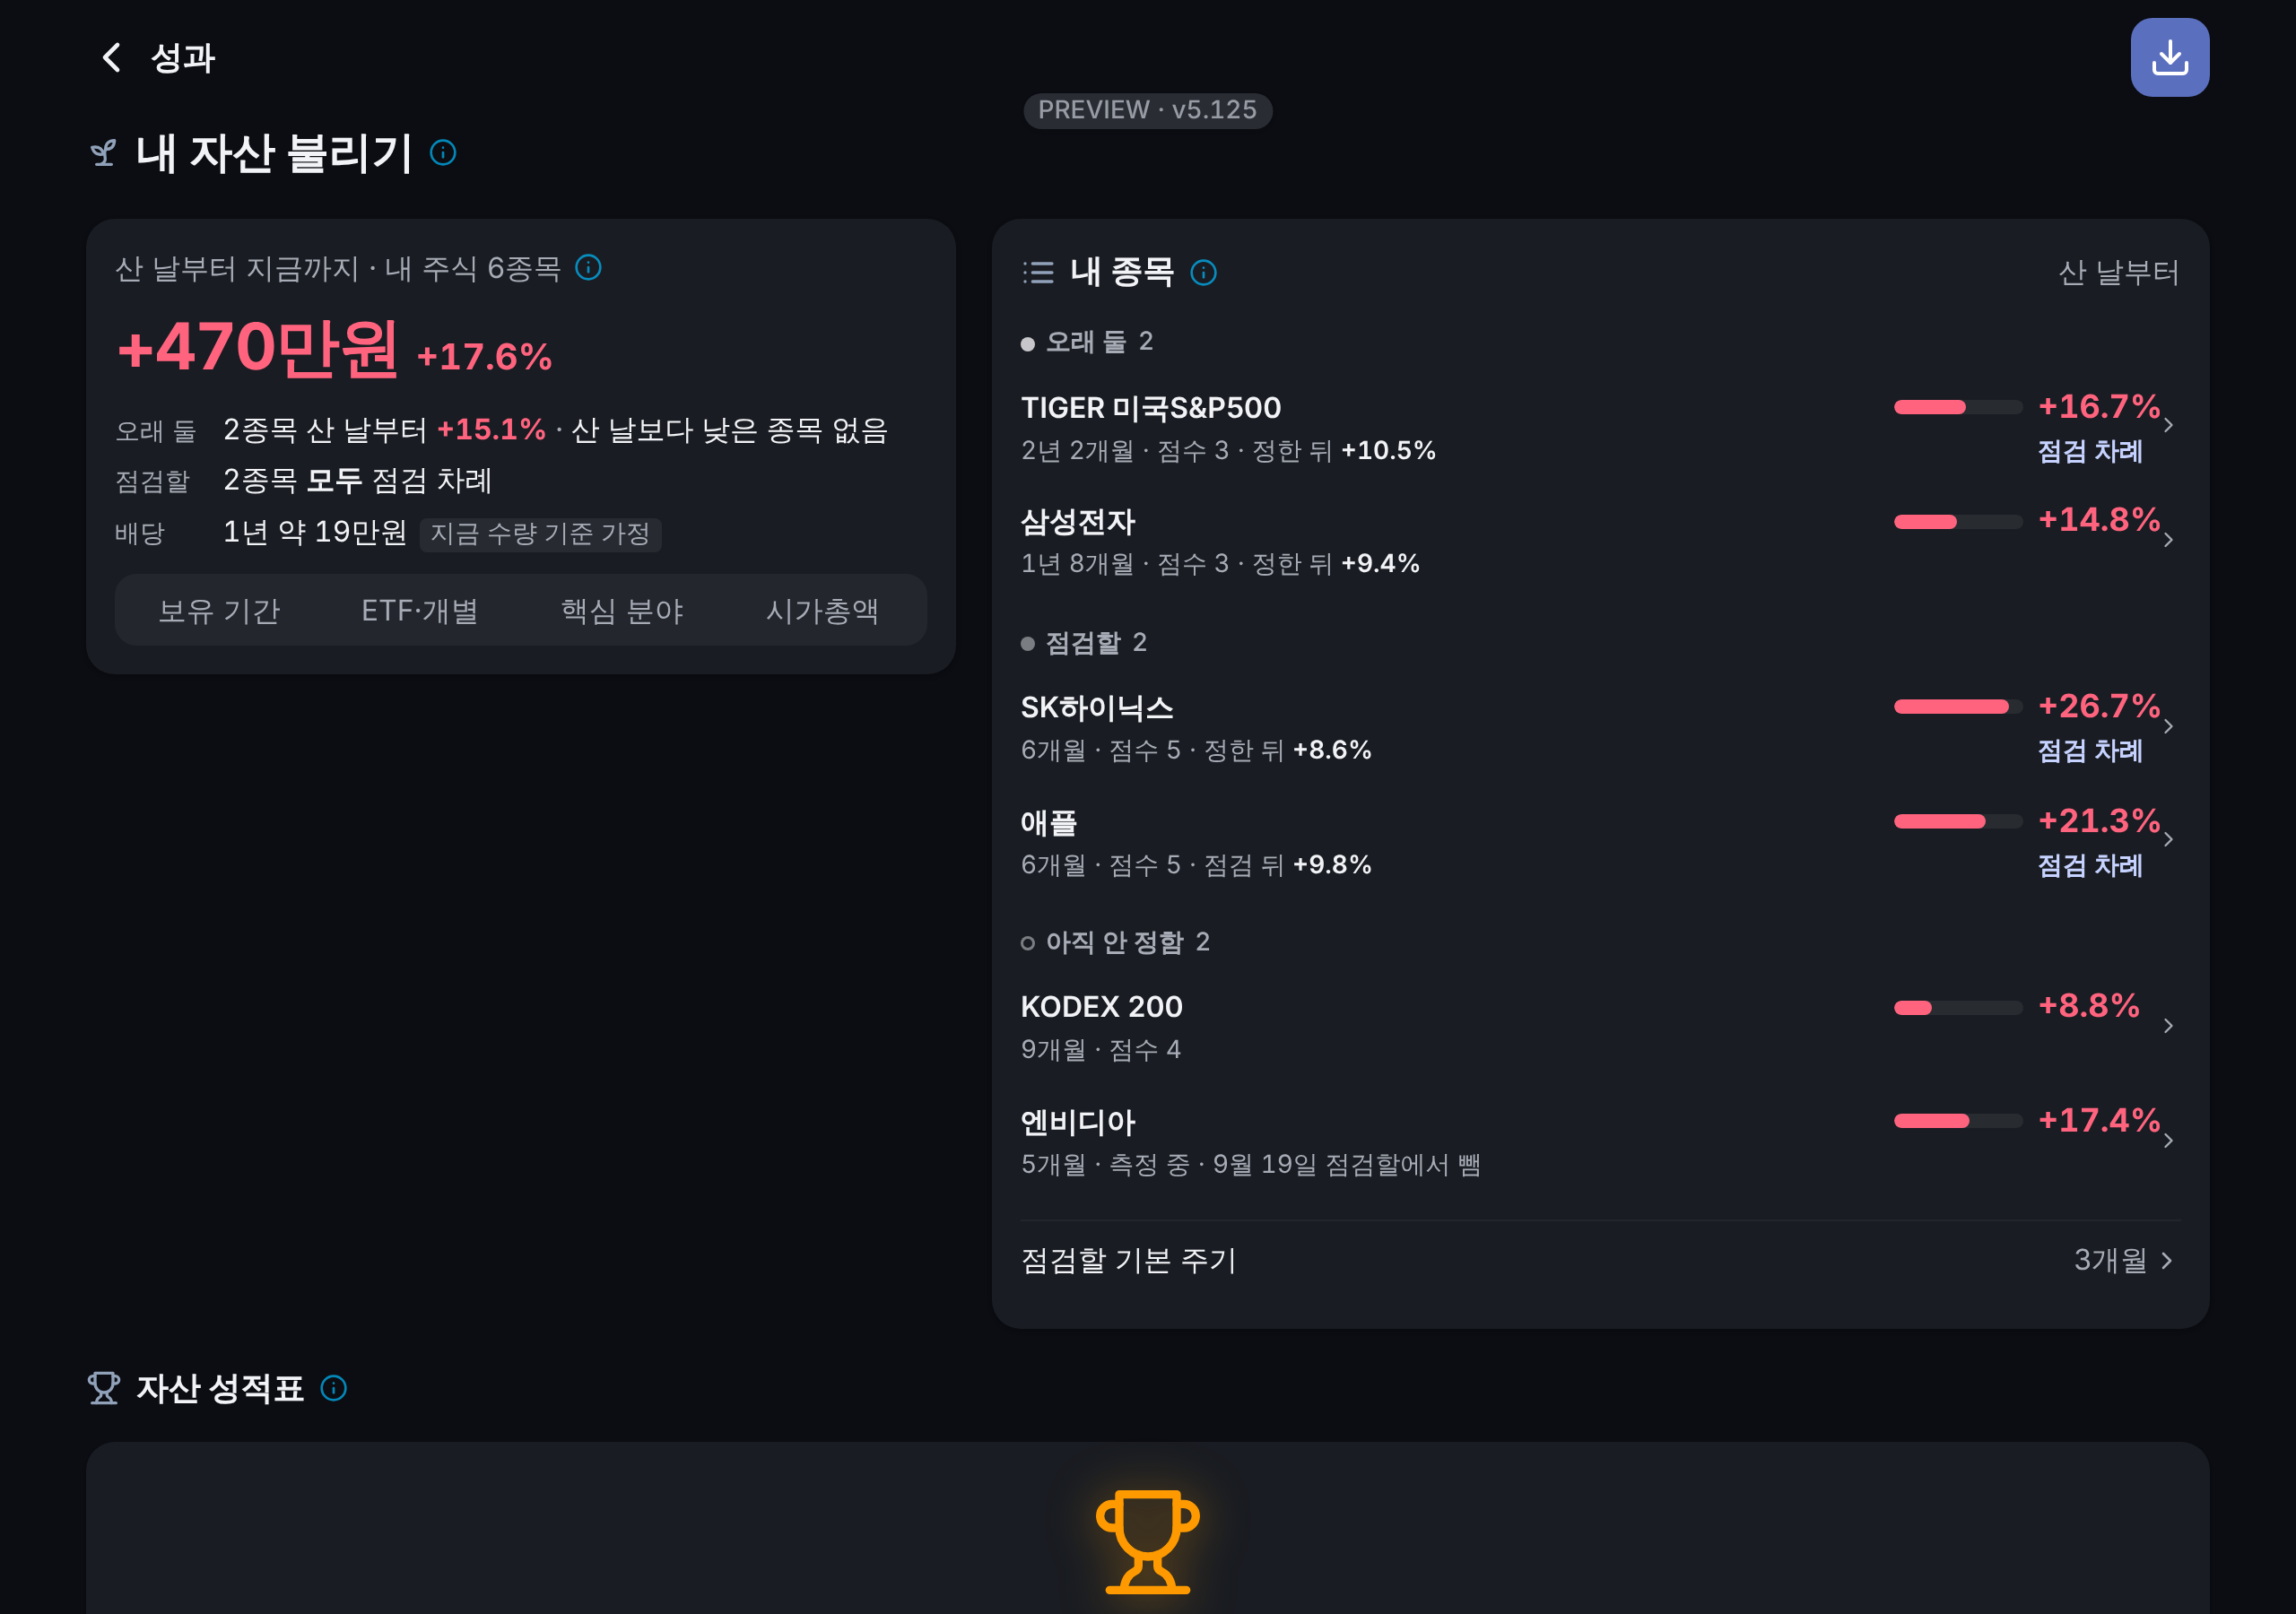 성과
PREVIEW · v5.125
내 자산 불리기
산 날부터 지금까지 · 내 주식 6종목
+470만원 +17.6%
오래 둘 2종목 산 날부터 +15.1% · 산 날보다 낮은 종목 없음
점검할 2종목 모두 점검 차례
배당 1년 약 19만원 지금 수량 기준 가정
보유 기간 ETF·개별 핵심 분야 시가총액
내 종목 산 날부터
오래 둘 2
TIGER 미국S&P500 +16.7%
2년 2개월 · 점수 3 · 정한 뒤 +10.5% 점검 차례
삼성전자 +14.8%
1년 8개월 · 점수 3 · 정한 뒤 +9.4%
점검할 2
SK하이닉스 +26.7%
6개월 · 점수 5 · 정한 뒤 +8.6% 점검 차례
애플 +21.3%
6개월 · 점수 5 · 점검 뒤 +9.8% 점검 차례
아직 안 정함 2
KODEX 200 +8.8%
9개월 · 점수 4
엔비디아 +17.4%
5개월 · 측정 중 · 9월 19일 점검할에서 뺌
점검할 기본 주기 3개월
자산 성적표